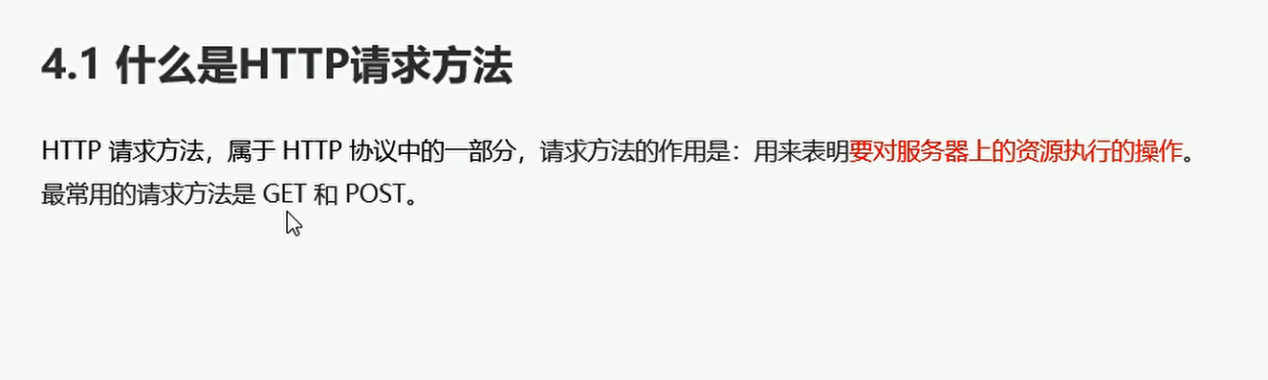 4.1 什么是HTTP请求方法
HTTP 请求方法，属于 HTTP 协议中的一部分，请求方法的作用是：用来表明要对服务器上的资源执行的操作。
最常用的请求方法是 GET 和 POST。